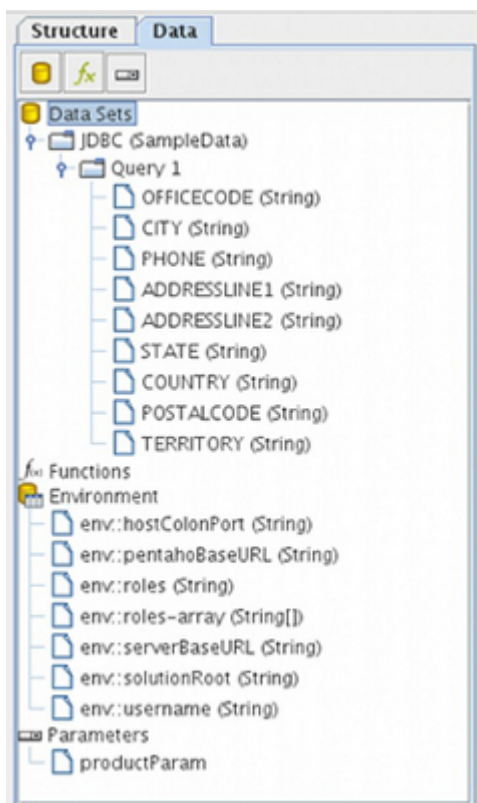 Structure Data
fx
Data Sets
JDBC (SampleData)
Query 1
OFFICECODE (String)
CITY (String)
PHONE (String)
ADDRESSLINE1 (String)
ADDRESSLINE2 (String)
STATE (String)
COUNTRY (String)
POSTALCODE (String)
TERRITORY (String)
f(x) Functions
Environment
env::hostColonPort (String)
env::pentahoBaseURL (String)
env::roles (String)
env::roles-array (String[])
env::serverBaseURL (String)
env::solutionRoot (String)
env::username (String)
Parameters
productParam